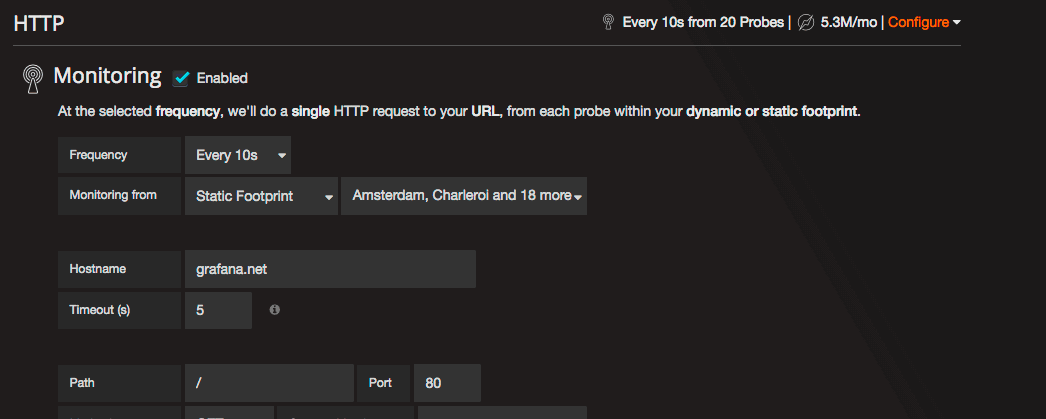 HTTP Every 10s from 20 Probes | 5.3M/mo | Configure
Monitoring Enabled
At the selected frequency, we'll do a single HTTP request to your URL, from each probe within your dynamic or static footprint.
Frequency Every 10s
Monitoring from Static Footprint Amsterdam, Charleroi and 18 more
Hostname grafana.net
Timeout (s) 5
Path / Port 80